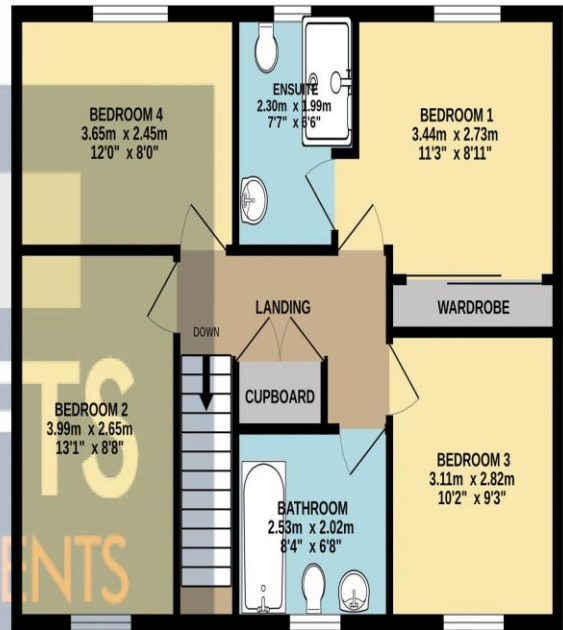 BEDROOM 4
3.65m x 2.45m
12'0" x 8'0"
ENSUITE
2.30m x 1.99m
7'7" x 6'6"
BEDROOM 1
3.44m x 2.73m
11'3" x 8'11"
LANDING
WARDROBE
DOWN
CUPBOARD
BEDROOM 2
3.99m x 2.65m
13'1" x 8'8"
BEDROOM 3
3.11m x 2.82m
10'2" x 9'3"
BATHROOM
2.53m x 2.02m
8'4" x 6'8"
TS
ENTS